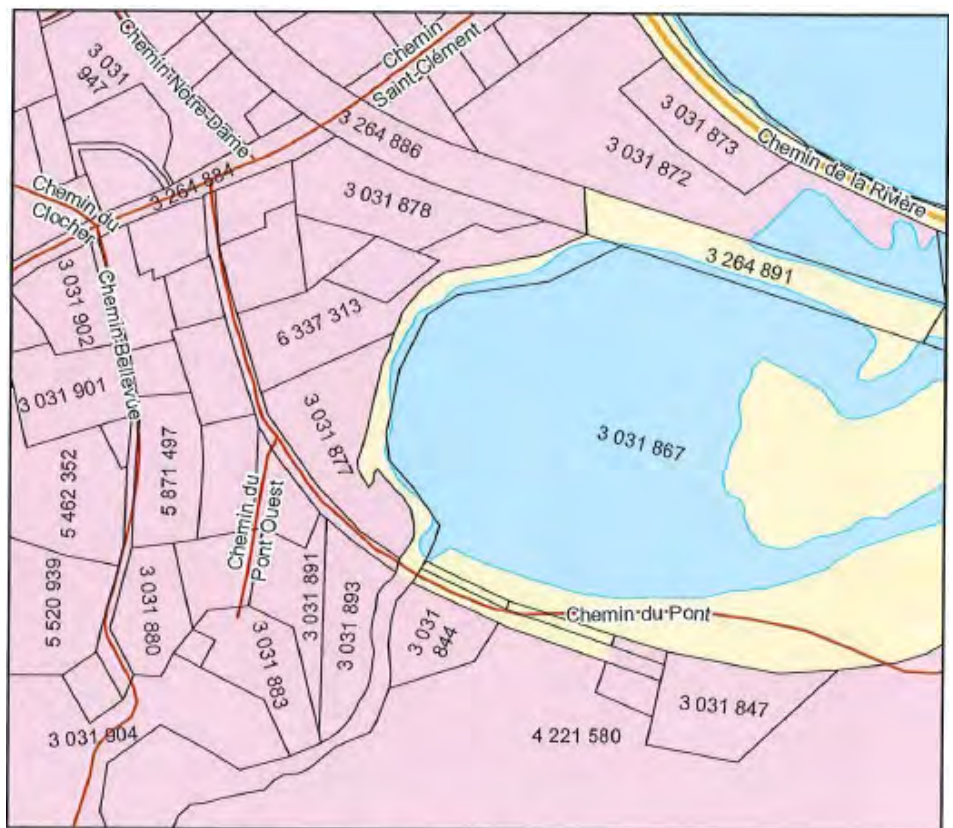 3 031
947
Chemin Notre-Dame
Chemin
Saint-Clément
3 264 886
3 031 873
3 031 872
Chemin de la Rivière
3 264 884
Chemin du
Clocher
3 031 878
3 264 891
3 031 902
Chemin Bellevue
6 337 313
3 031 901
3 031 877
3 031 867
5 462 352
5 871 497
Chemin du
Pont Ouest
5 520 939
3 031 880
3 031 891
3 031 893
3 031
844
Chemin du Pont
3 031 883
3 031 847
3 031 904
4 221 580